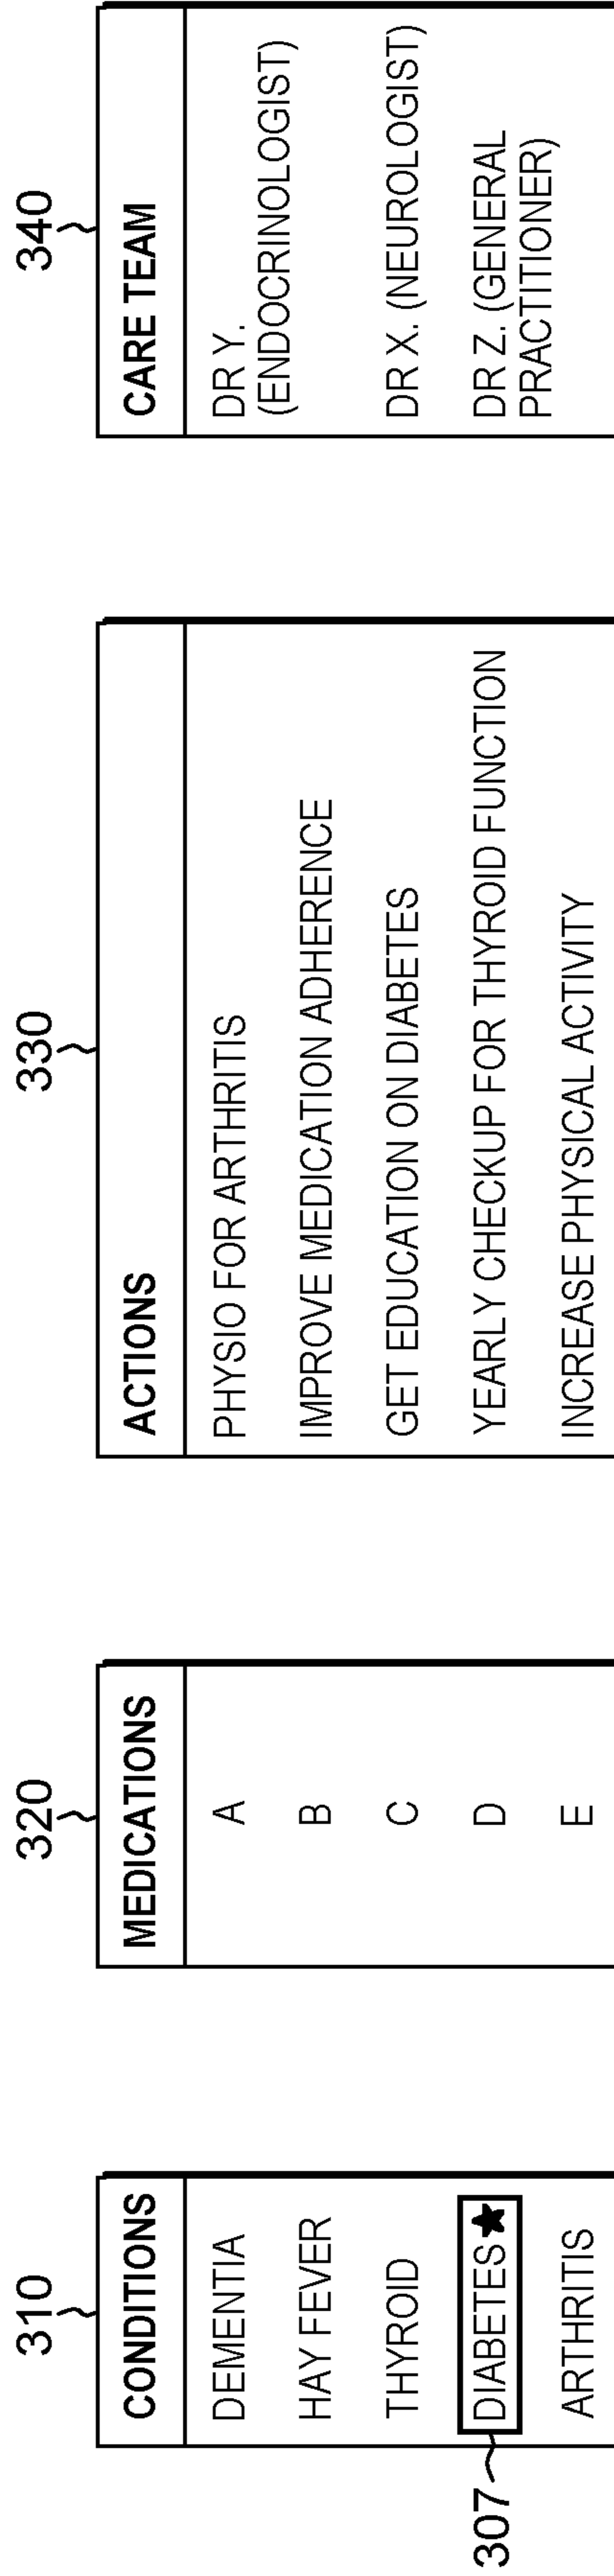 310
CONDITIONS
DEMENTIA
HAY FEVER
THYROID
DIABETES
307
ARTHRITIS
320
MEDICATIONS
A
B
C
D
E
330
ACTIONS
PHYSIO FOR ARTHRITIS
IMPROVE MEDICATION ADHERENCE
GET EDUCATION ON DIABETES
YEARLY CHECKUP FOR THYROID FUNCTION
INCREASE PHYSICAL ACTIVITY
340
CARE TEAM
DR Y.
(ENDOCRINOLOGIST)
DR X. (NEUROLOGIST)
DR Z. (GENERAL
PRACTITIONER)